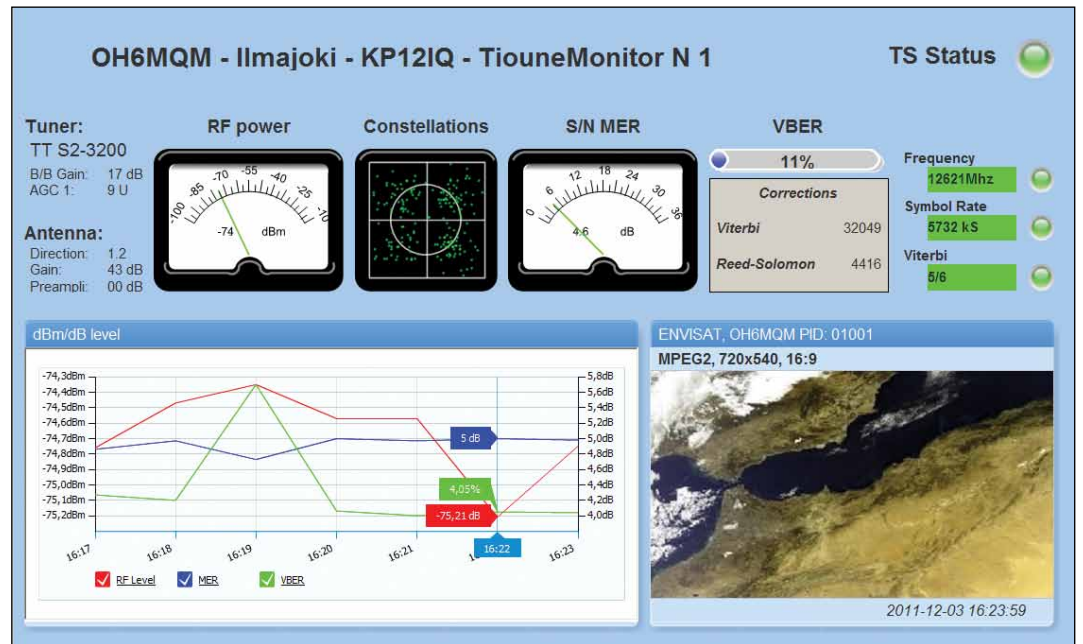 OH6MQM - Ilmajoki - KP12IQ - TiouneMonitor N 1
TS Status
Tuner:
TT S2-3200
B/B Gain: 17 dB
AGC 1: 9 U
Antenna:
Direction: 1.2
Gain: 43 dB
Preampli: 00 dB
RF power
-100 -85 -70 -55 -40 -25 -10
-74 dBm
Constellations
S/N MER
0 6 12 18 24 30 36
4.6 dB
VBER
11%
Corrections
Viterbi 32049
Reed-Solomon 4416
Frequency
12621Mhz
Symbol Rate
5732 kS
Viterbi
5/6
dBm/dB level
-74,3dBm
-74,4dBm
-74,5dBm
-74,6dBm
-74,7dBm
-74,8dBm
-74,9dBm
-75,0dBm
-75,1dBm
-75,2dBm
5,8dB
5,6dB
5,4dB
5,2dB
5,0dB
4,8dB
4,6dB
4,4dB
4,2dB
4,0dB
5 dB
4,05%
-75,21 dB
16:17 16:18 16:19 16:20 16:21 16:22 16:23
RF Level MER VBER
ENVISAT, OH6MQM PID: 01001
MPEG2, 720x540, 16:9
2011-12-03 16:23:59